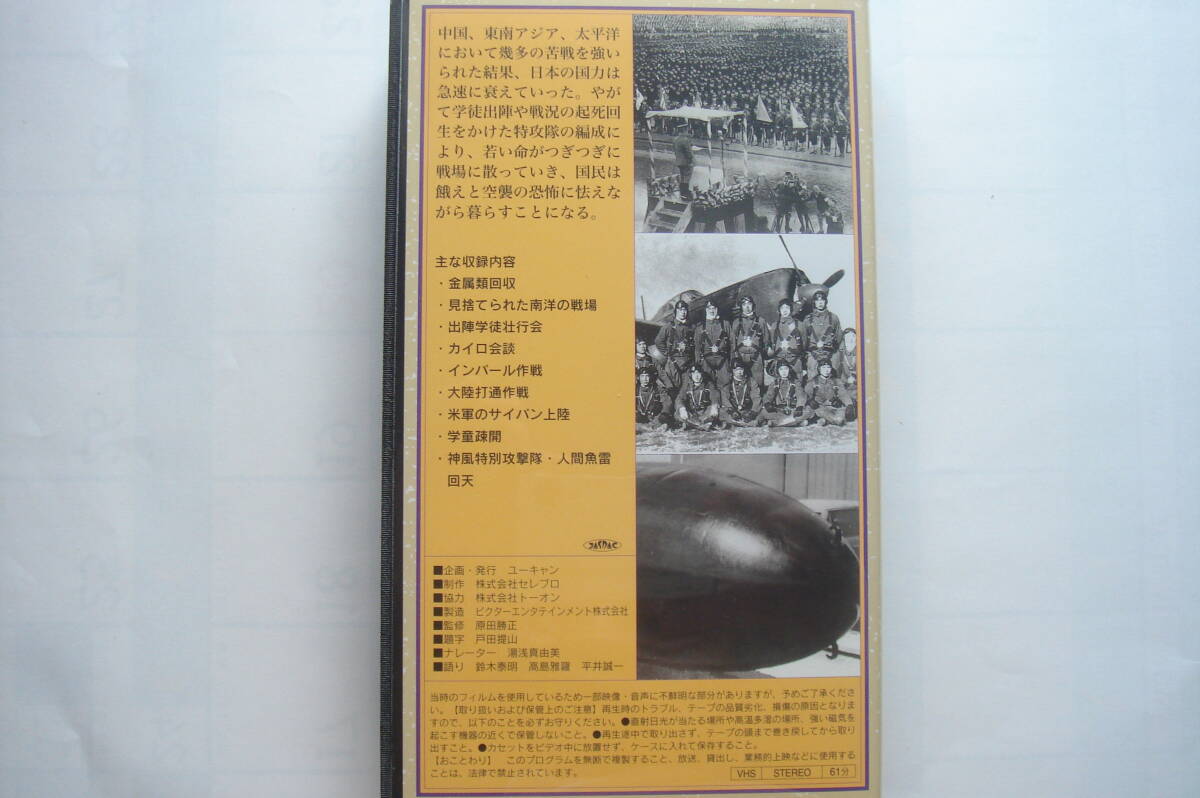 中国、東南アジア、太平洋
において幾多の苦戦を強い
られた結果、日本の国力は
急速に衰えていった。やが
て学徒出陣や戦況の起死回
生をかけた特攻隊の編成に
より、若い命がつぎつぎに
戦場に散っていき、国民は
餓えと空襲の恐怖に怯えな
がら暮らすことになる。
主な収録内容
・金属類回収
・見捨てられた南洋の戦場
・出陣学徒壮行会
・カイロ会談
・インパール作戦
・大陸打通作戦
・米軍のサイパン上陸
・学童疎開
・神風特別攻撃隊・人間魚雷
回天
JASRAC
■企画・発行 ユーキャン
■制作 株式会社セレブロ
■協力 株式会社トーオン
■製造 ビクターエンタテインメント株式会社
■監修 原田勝正
■題字 戸田提山
■ナレーター 湯浅真由美
■語り 鈴木泰明 高島雅羅 平井誠一
当時のフィルムを使用しているため一部映像・音声に不鮮明な部分がありますが、予めご了承くださ
い。【取り扱いおよび保管上のご注意】再生時のトラブル、テープの品質劣化、損傷の原因となりま
すので、以下のことを必ずお守りください。●直射日光が当たる場所や高温多湿の場所、強い磁気を
起こす機器の近くで保管しないこと。●再生途中で取り出さず、テープの頭まで巻き戻してから取り
出すこと。●カセットをビデオ中に放置せず、ケースに入れて保存すること。
【おことわり】 このプログラムを無断で複製すること、放送、貸出し、業務的上映などに使用する
ことは、法律で禁止されています。
VHS STEREO 61分